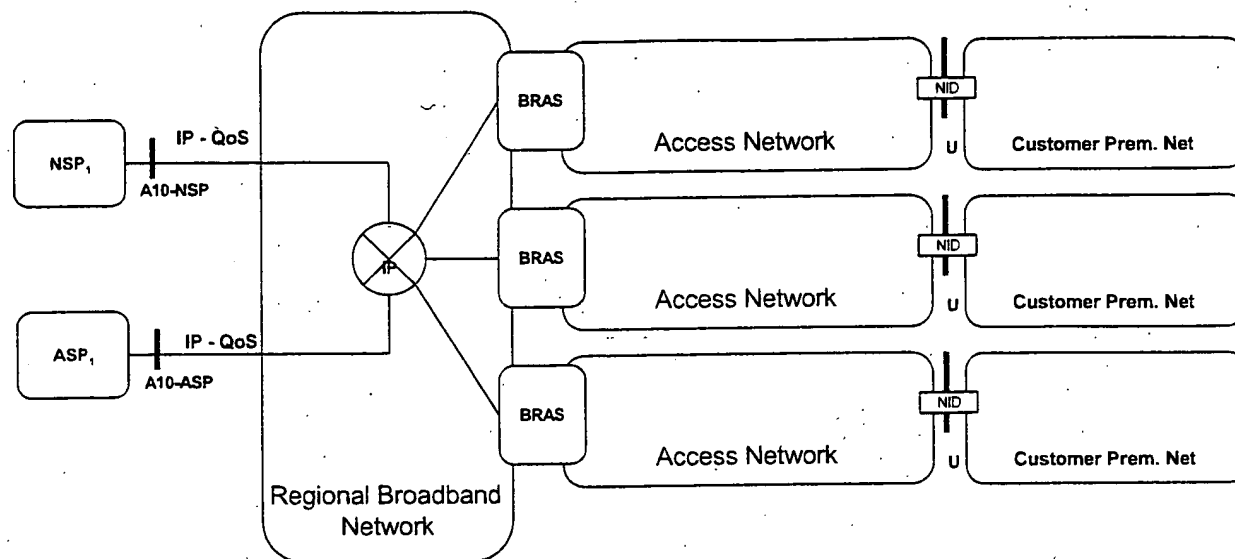 BRAS
Access Network
NID
U
Customer Prem. Net
NSP₁
IP - QoS
A10-NSP
IP
BRAS
Access Network
NID
U
Customer Prem. Net
ASP₁
IP - QoS
A10-ASP
BRAS
Access Network
NID
U
Customer Prem. Net
Regional Broadband
Network